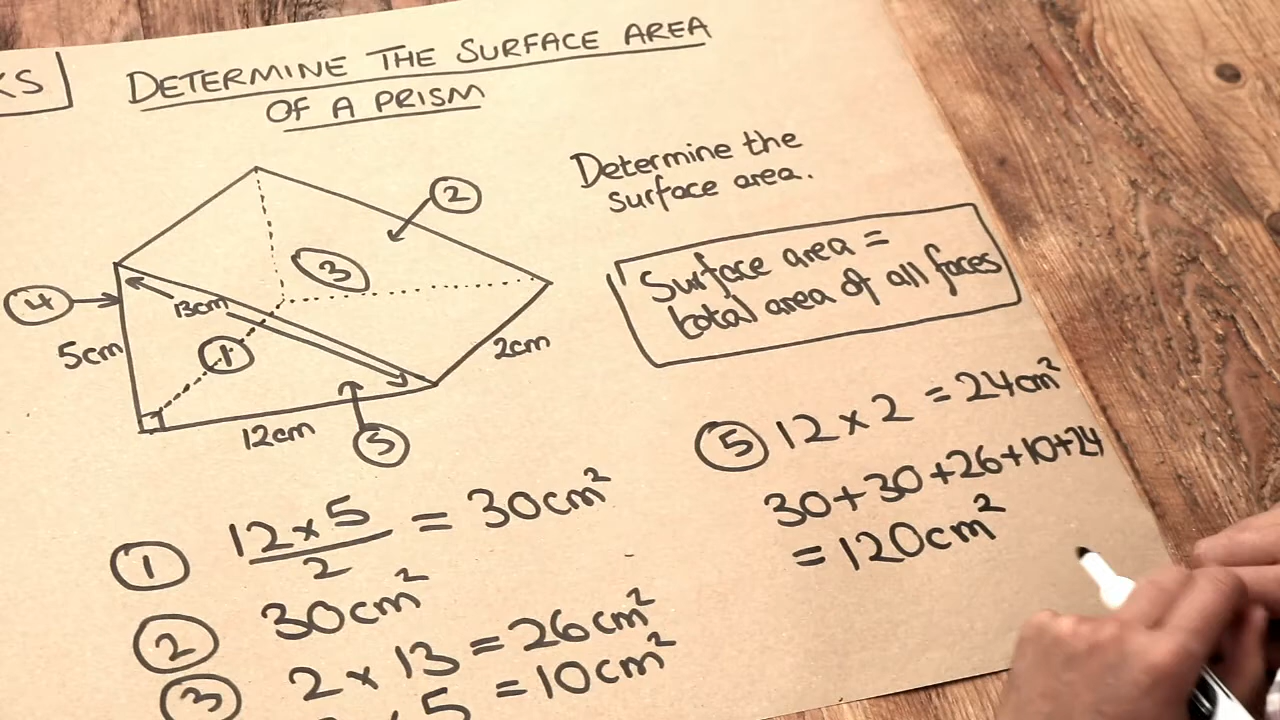 KS
DETERMINE THE SURFACE AREA
OF A PRISM
Determine the
surface area.
2
3
4
13cm
5cm
1
2cm
12cm
5
Surface area =
total area of all faces
1 12 × 5 / 2 = 30cm²
2 30cm²
3 2 × 13 = 26cm²
× 5 = 10cm²
5 12 × 2 = 24cm²
30+30+26+10+24
= 120cm²